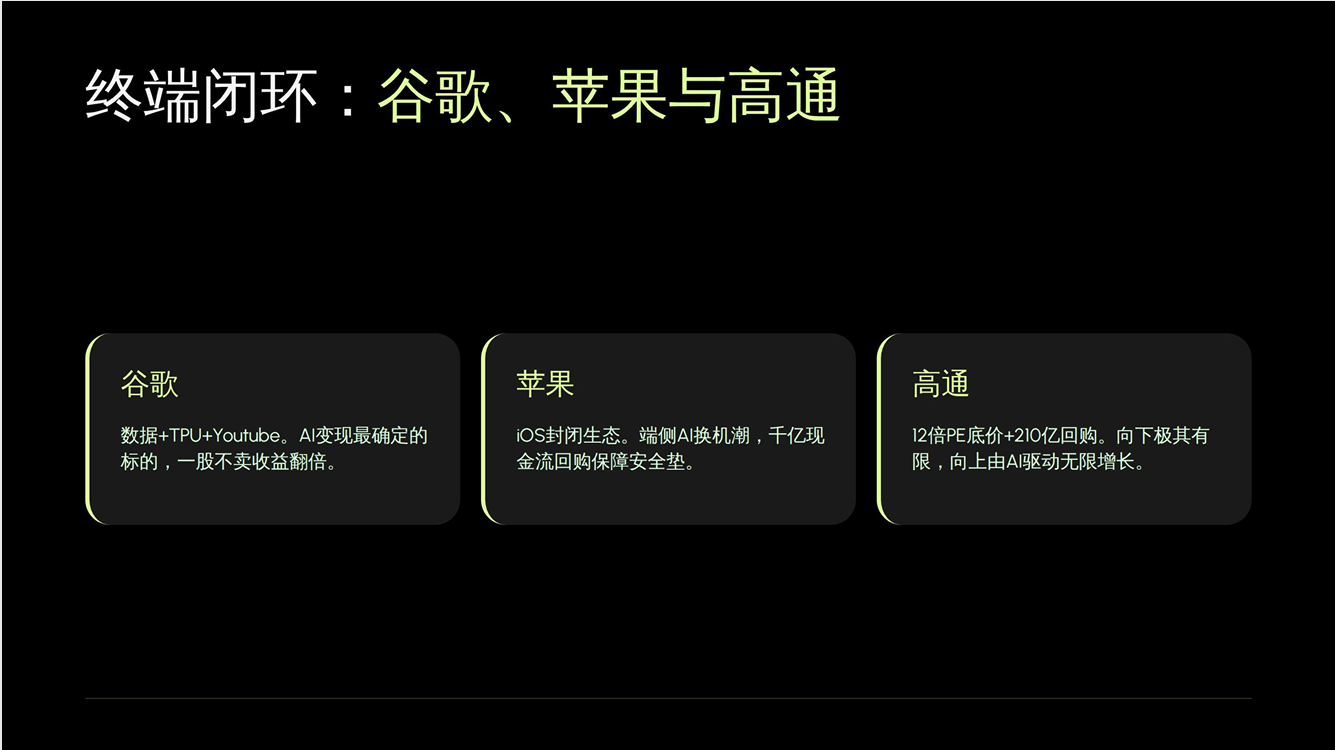 终端闭环：谷歌、苹果与高通
谷歌
数据+TPU+Youtube。AI变现最确定的
标的，一股不卖收益翻倍。
苹果
iOS封闭生态。端侧AI换机潮，千亿现
金流回购保障安全垫。
高通
12倍PE底价+210亿回购。向下极其有
限，向上由AI驱动无限增长。